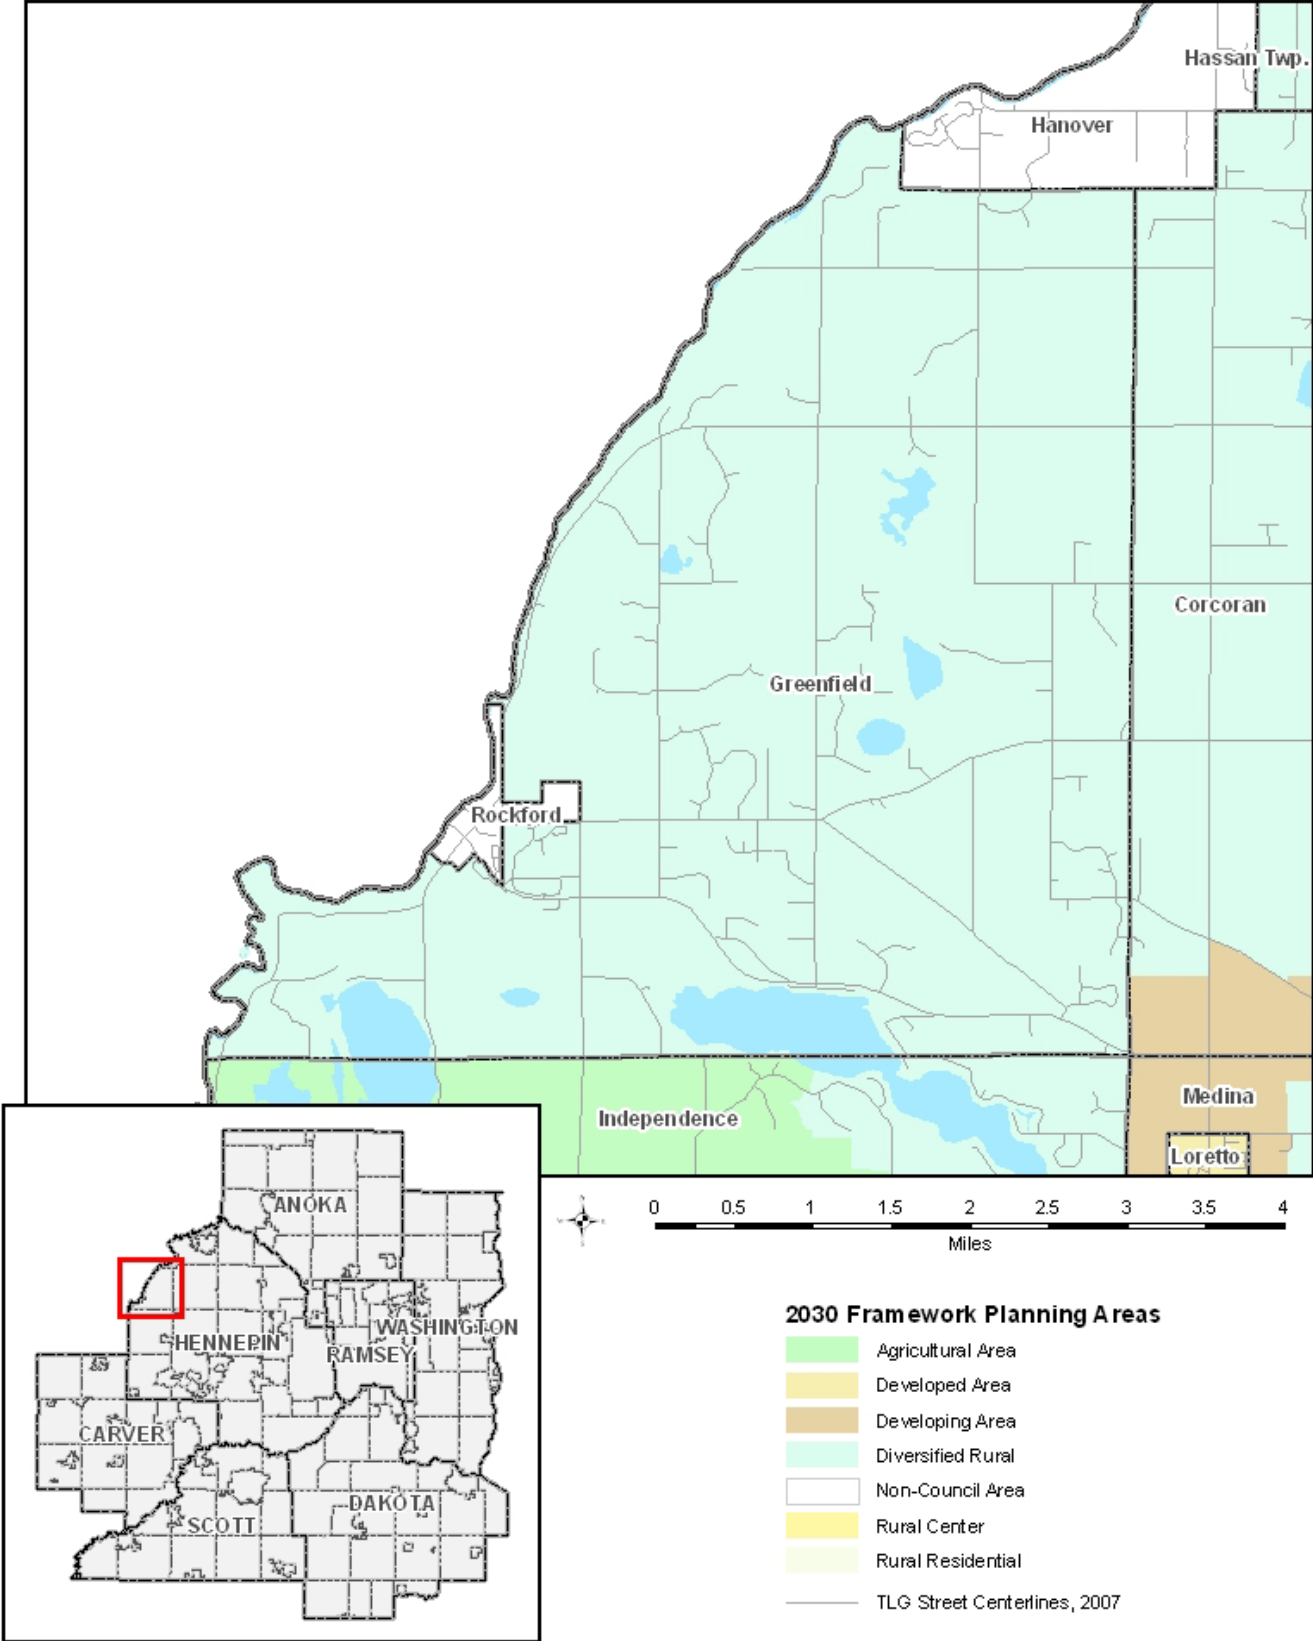 Hassan Twp.
Hanover
Corcoran
Greenfield
Rockford
Medina
Independence
Loretto
ANOKA
WASHINGTON
HENNEPIN
RAMSEY
CARVER
DAKOTA
SCOTT
0 0.5 1 1.5 2 2.5 3 3.5 4
Miles
2030 Framework Planning Areas
Agricultural Area
Developed Area
Developing Area
Diversified Rural
Non-Council Area
Rural Center
Rural Residential
TLG Street Centerlines, 2007